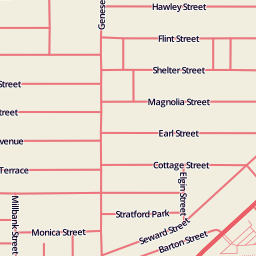 Hawley Street
Genese
Flint Street
Shelter Street
Street
Magnolia Street
treet
Earl Street
venue
Cottage Street
Terrace
Elgin Street
Millbank Street
Stratford Park
Monica Street
Seward Street
Barton Street